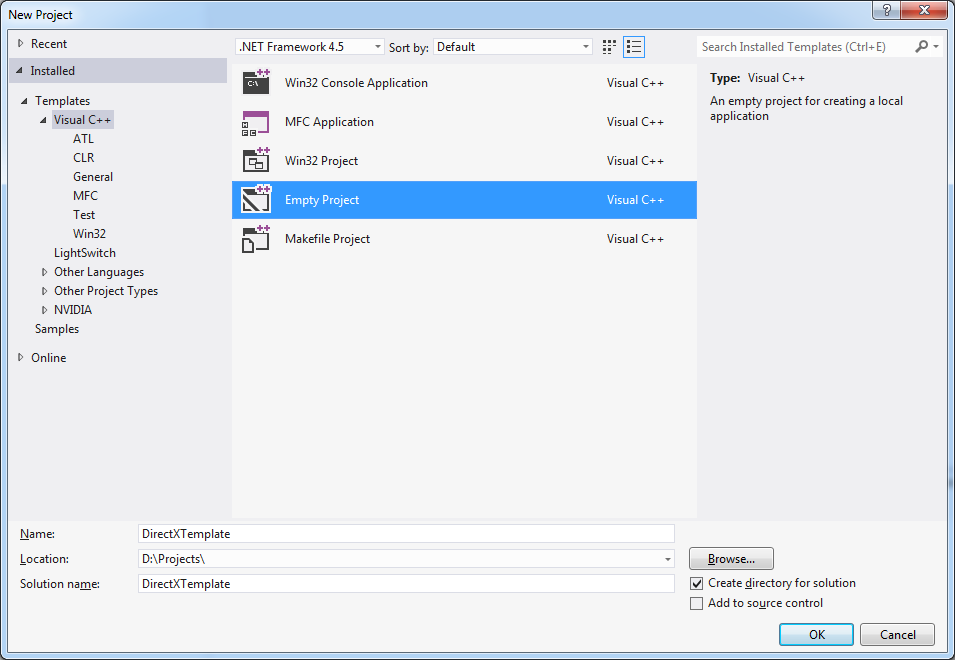 New Project
?
Recent
Installed
Templates
Visual C++
ATL
CLR
General
MFC
Test
Win32
LightSwitch
Other Languages
Other Project Types
NVIDIA
Samples
Online
.NET Framework 4.5
Sort by:
Default
C:\
Win32 Console Application
Visual C++
MFC Application
Visual C++
Win32 Project
Visual C++
Empty Project
Visual C++
Makefile Project
Visual C++
Search Installed Templates (Ctrl+E)
Type: Visual C++
An empty project for creating a local
application
Name:
DirectXTemplate
Location:
D:\Projects\
Browse...
Solution name:
DirectXTemplate
Create directory for solution
Add to source control
OK
Cancel